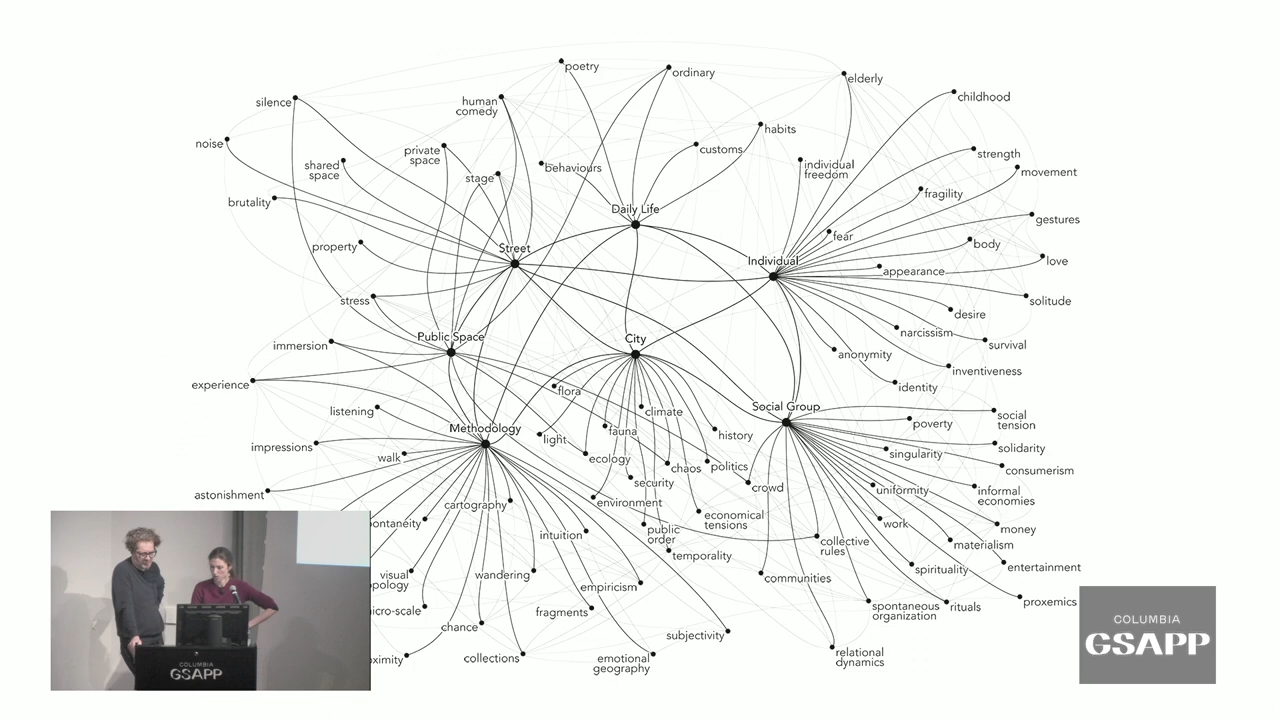 poetry
ordinary
elderly
silence
human
comedy
childhood
noise
private
space
habits
customs
shared
space
stage
behaviours
individual
freedom
strength
movement
brutality
fragility
Daily Life
gestures
property
Street
fear
body
Individual
appearance
love
stress
solitude
desire
immersion
Public Space
City
narcissism
survival
anonymity
experience
flora
identity
inventiveness
listening
climate
Social Group
social
tension
impressions
Methodology
light
fauna
history
poverty
solidarity
walk
ecology
chaos
politics
singularity
consumerism
astonishment
security
crowd
uniformity
informal
economies
cartography
environment
economical
tensions
work
money
pontaneity
intuition
public
order
collective
rules
materialism
temporality
visual
pology
wandering
empiricism
communities
spirituality
entertainment
icro-scale
fragments
spontaneous
organization
rituals
proxemics
chance
subjectivity
oximity
collections
emotional
geography
relational
dynamics
COLUMBIA
GSAPP
COLUMBIA
GSAPP